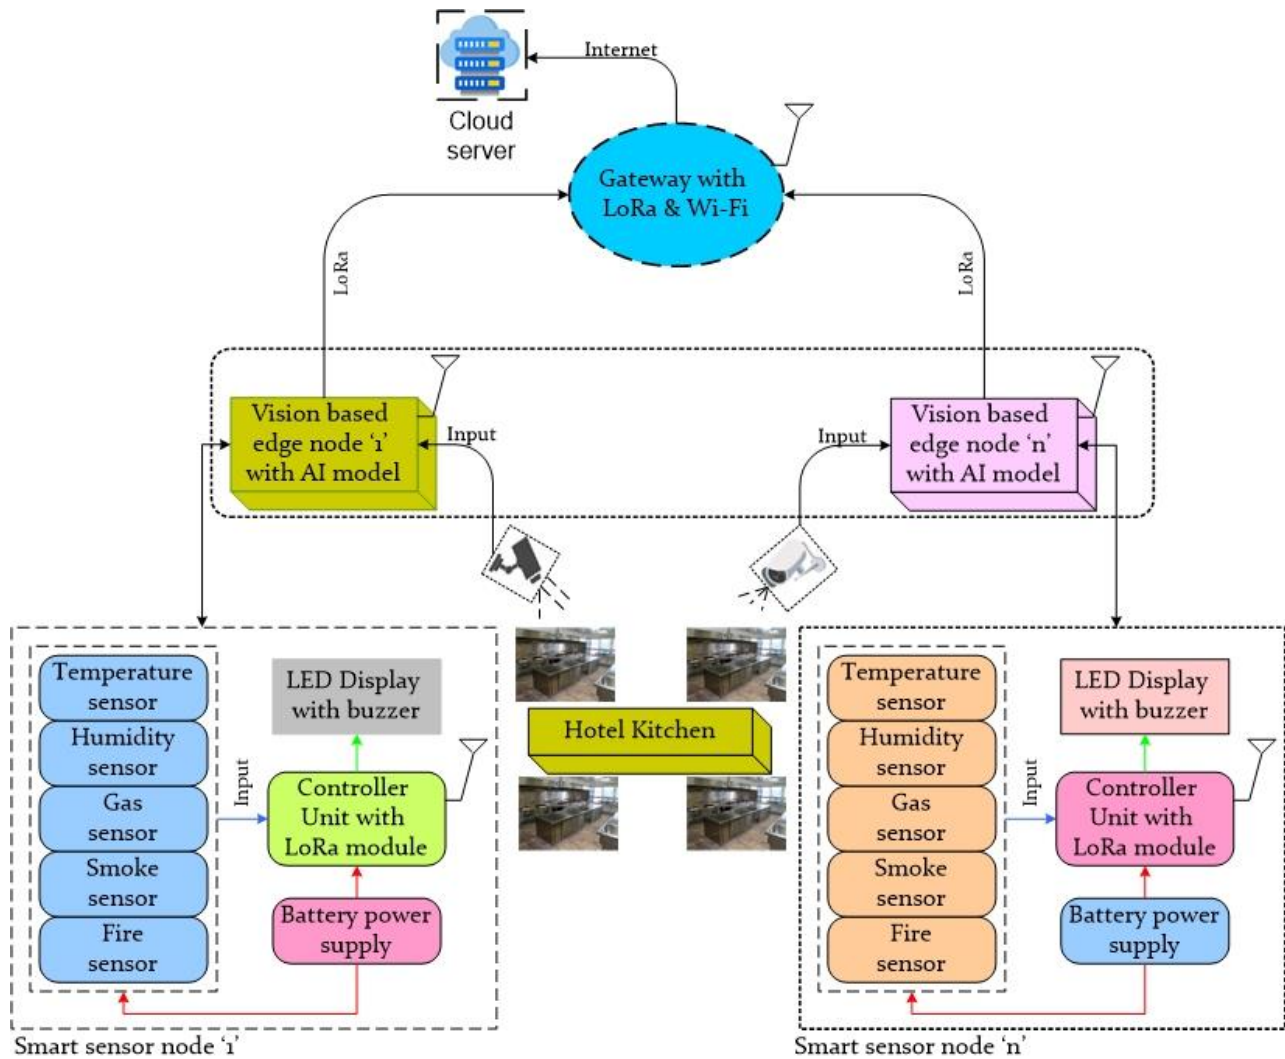 Internet
Cloud
server
Gateway with
LoRa & Wi-Fi
LoRa
LoRa
Vision based
edge node ‘1’
with AI model
Input
Input
Vision based
edge node ‘n’
with AI model
Temperature
sensor
Humidity
sensor
Gas
sensor
Smoke
sensor
Fire
sensor
Input
LED Display
with buzzer
Controller
Unit with
LoRa module
Battery power
supply
Smart sensor node ‘1’
Hotel Kitchen
Temperature
sensor
Humidity
sensor
Gas
sensor
Smoke
sensor
Fire
sensor
Input
LED Display
with buzzer
Controller
Unit with
LoRa module
Battery power
supply
Smart sensor node ‘n’